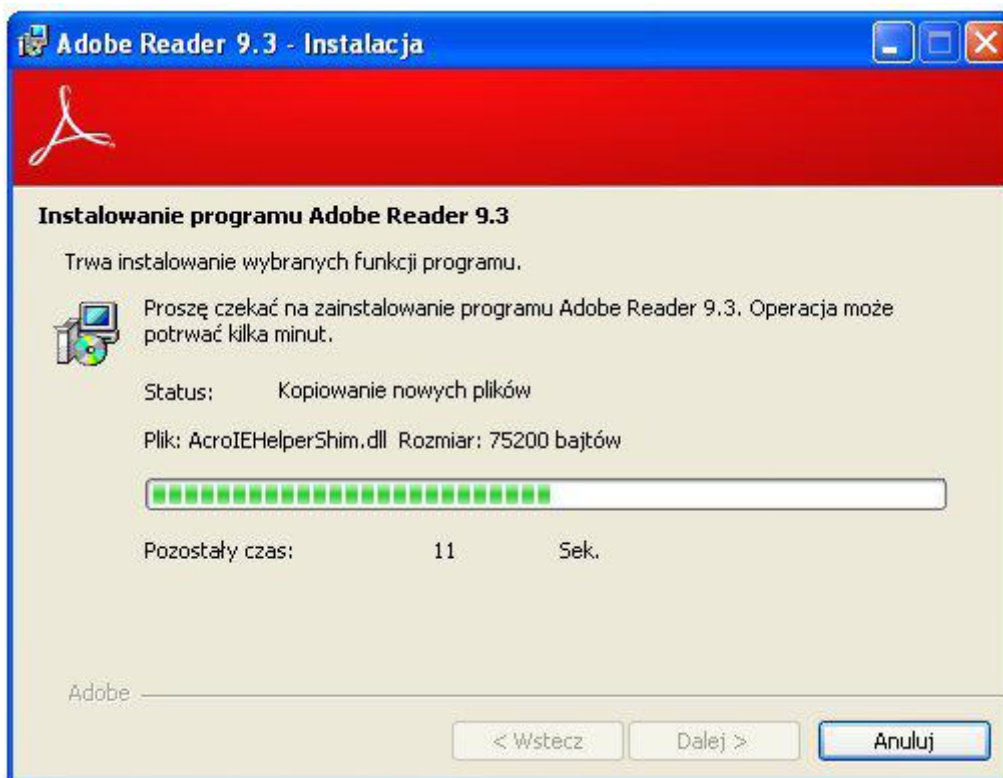 Adobe Reader 9.3 - Instalacja
Instalowanie programu Adobe Reader 9.3
Trwa instalowanie wybranych funkcji programu.
Proszę czekać na zainstalowanie programu Adobe Reader 9.3. Operacja może
potrwać kilka minut.
Status: Kopiowanie nowych plików
Plik: AcroIEHelperShim.dll Rozmiar: 75200 bajtów
Pozostały czas: 11 Sek.
Adobe
< Wstecz Dalej > Anuluj